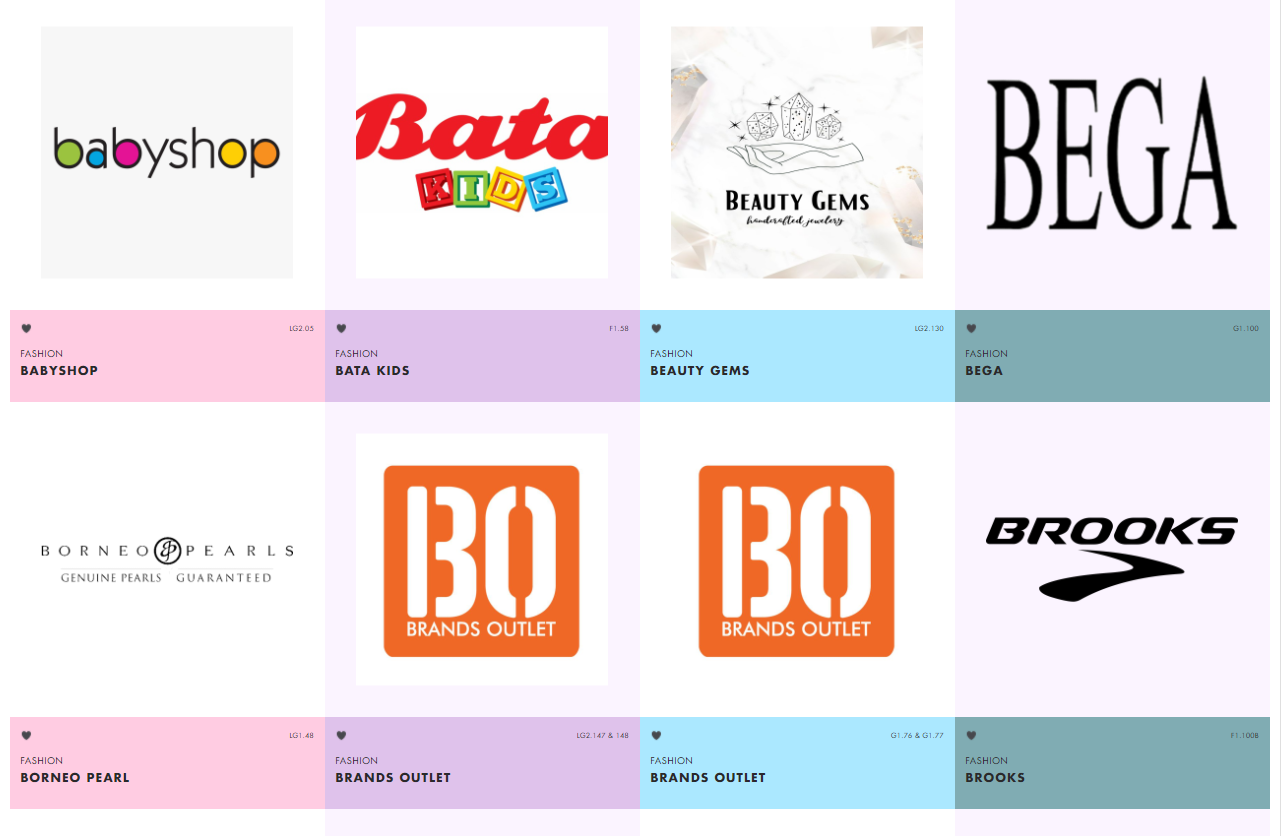 babyshop
Bata
KIDS
BEAUTY GEMS
handcrafted jewelery
BEGA
LG2.05
FASHION
BABYSHOP
F1.58
FASHION
BATA KIDS
LG2.130
FASHION
BEAUTY GEMS
G1.100
FASHION
BEGA
BORNEO PEARLS
GENUINE PEARLS GUARANTEED
BO
BRANDS OUTLET
BO
BRANDS OUTLET
BROOKS
LG1.48
FASHION
BORNEO PEARL
LG2.147 & 148
FASHION
BRANDS OUTLET
G1.76 & G1.77
FASHION
BRANDS OUTLET
F1.100B
FASHION
BROOKS